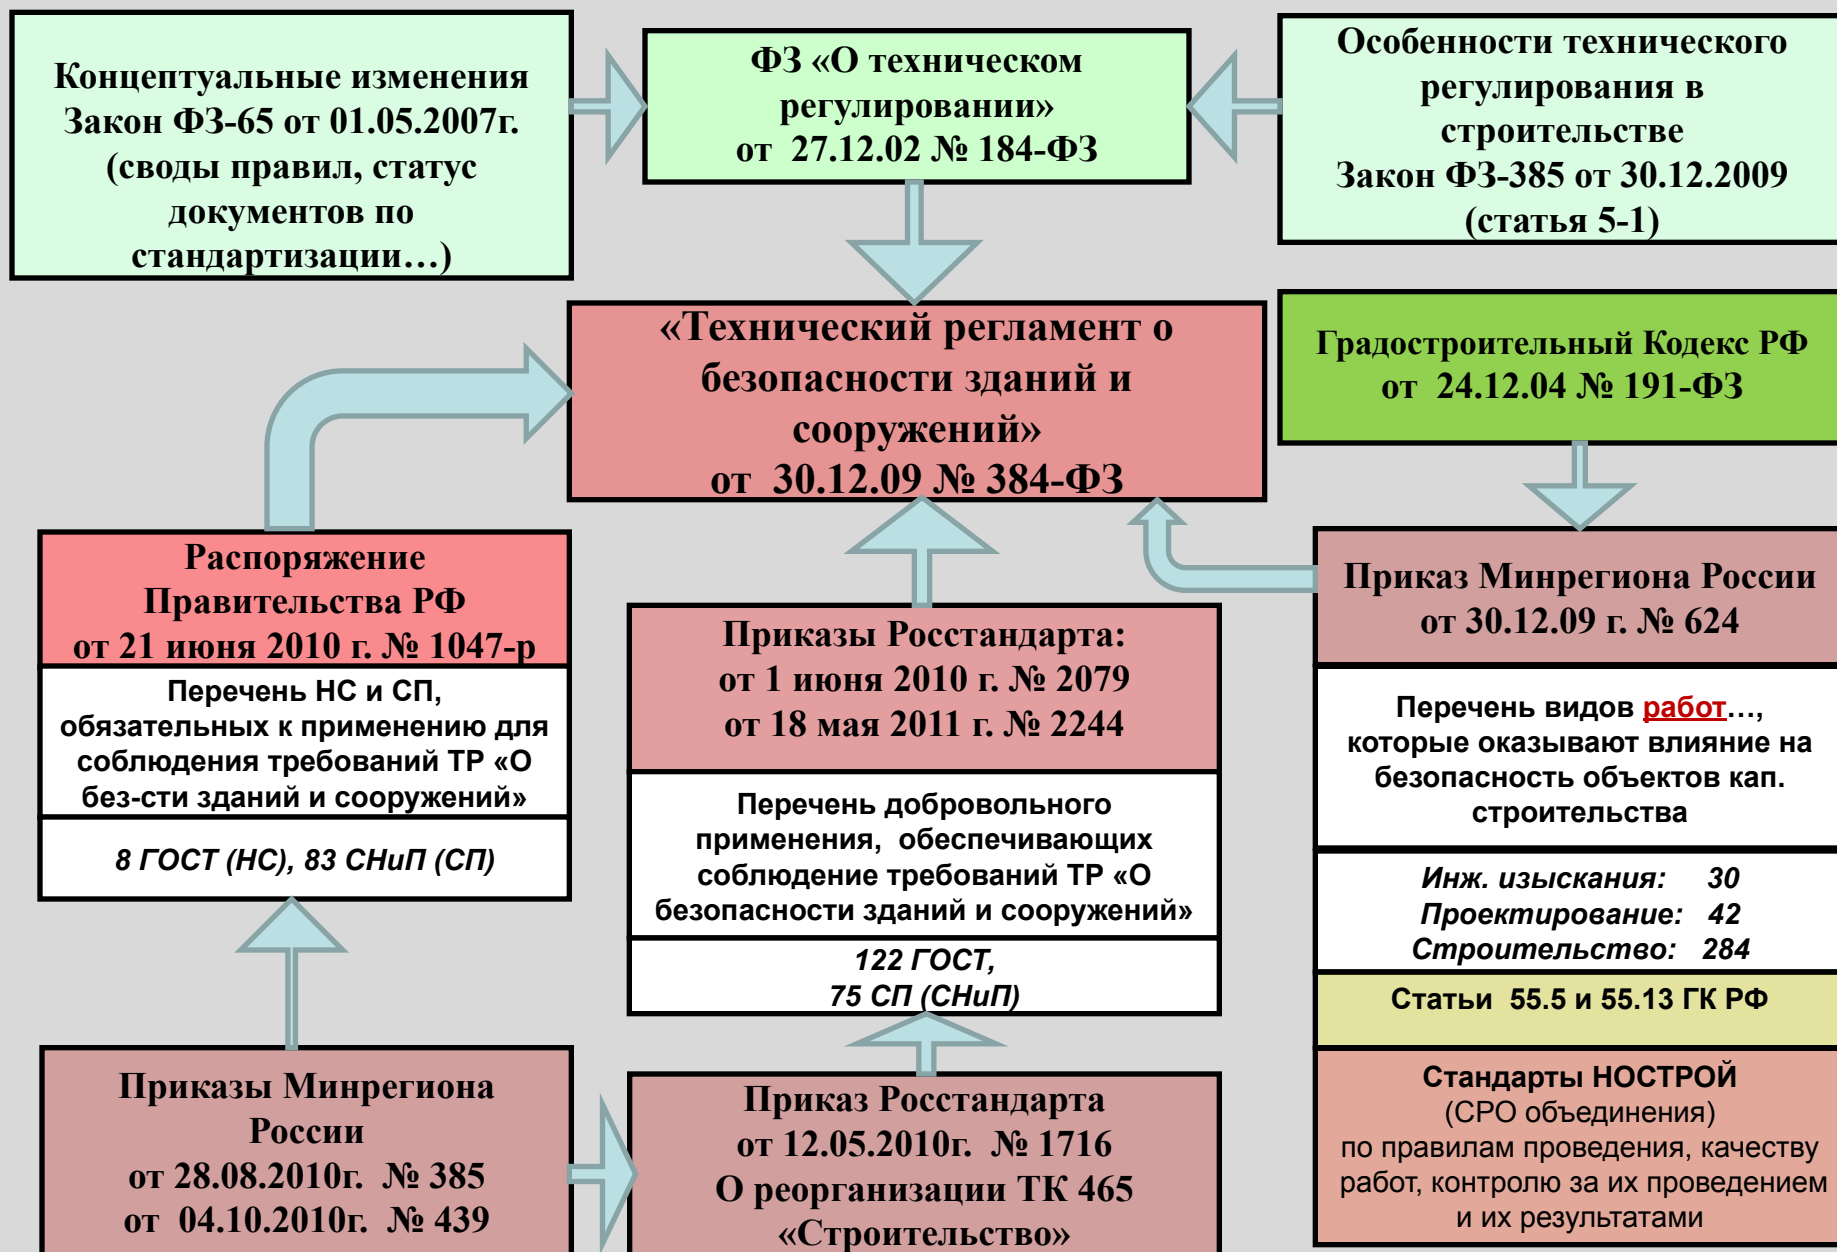 Концептуальные изменения
Закон ФЗ-65 от 01.05.2007г.
(своды правил, статус
документов по
стандартизации…)
ФЗ «О техническом
регулировании»
от 27.12.02 № 184-ФЗ
Особенности технического
регулирования в
строительстве
Закон ФЗ-385 от 30.12.2009
(статья 5-1)
«Технический регламент о
безопасности зданий и
сооружений»
от 30.12.09 № 384-ФЗ
Градостроительный Кодекс РФ
от 24.12.04 № 191-ФЗ
Распоряжение
Правительства РФ
от 21 июня 2010 г. № 1047-р
Перечень НС и СП,
обязательных к применению для
соблюдения требований ТР «О
без-сти зданий и сооружений»
8 ГОСТ (НС), 83 СНиП (СП)
Приказы Росстандарта:
от 1 июня 2010 г. № 2079
от 18 мая 2011 г. № 2244
Перечень добровольного
применения, обеспечивающих
соблюдение требований ТР «О
безопасности зданий и сооружений»
122 ГОСТ,
75 СП (СНиП)
Приказ Минрегиона России
от 30.12.09 г. № 624
Перечень видов работ…,
которые оказывают влияние на
безопасность объектов кап.
строительства
Инж. изыскания: 30
Проектирование: 42
Строительство: 284
Статьи 55.5 и 55.13 ГК РФ
Стандарты НОСТРОЙ
(СРО объединения)
по правилам проведения, качеству
работ, контролю за их проведением
и их результатами
Приказы Минрегиона
России
от 28.08.2010г. № 385
от 04.10.2010г. № 439
Приказ Росстандарта
от 12.05.2010г. № 1716
О реорганизации ТК 465
«Строительство»